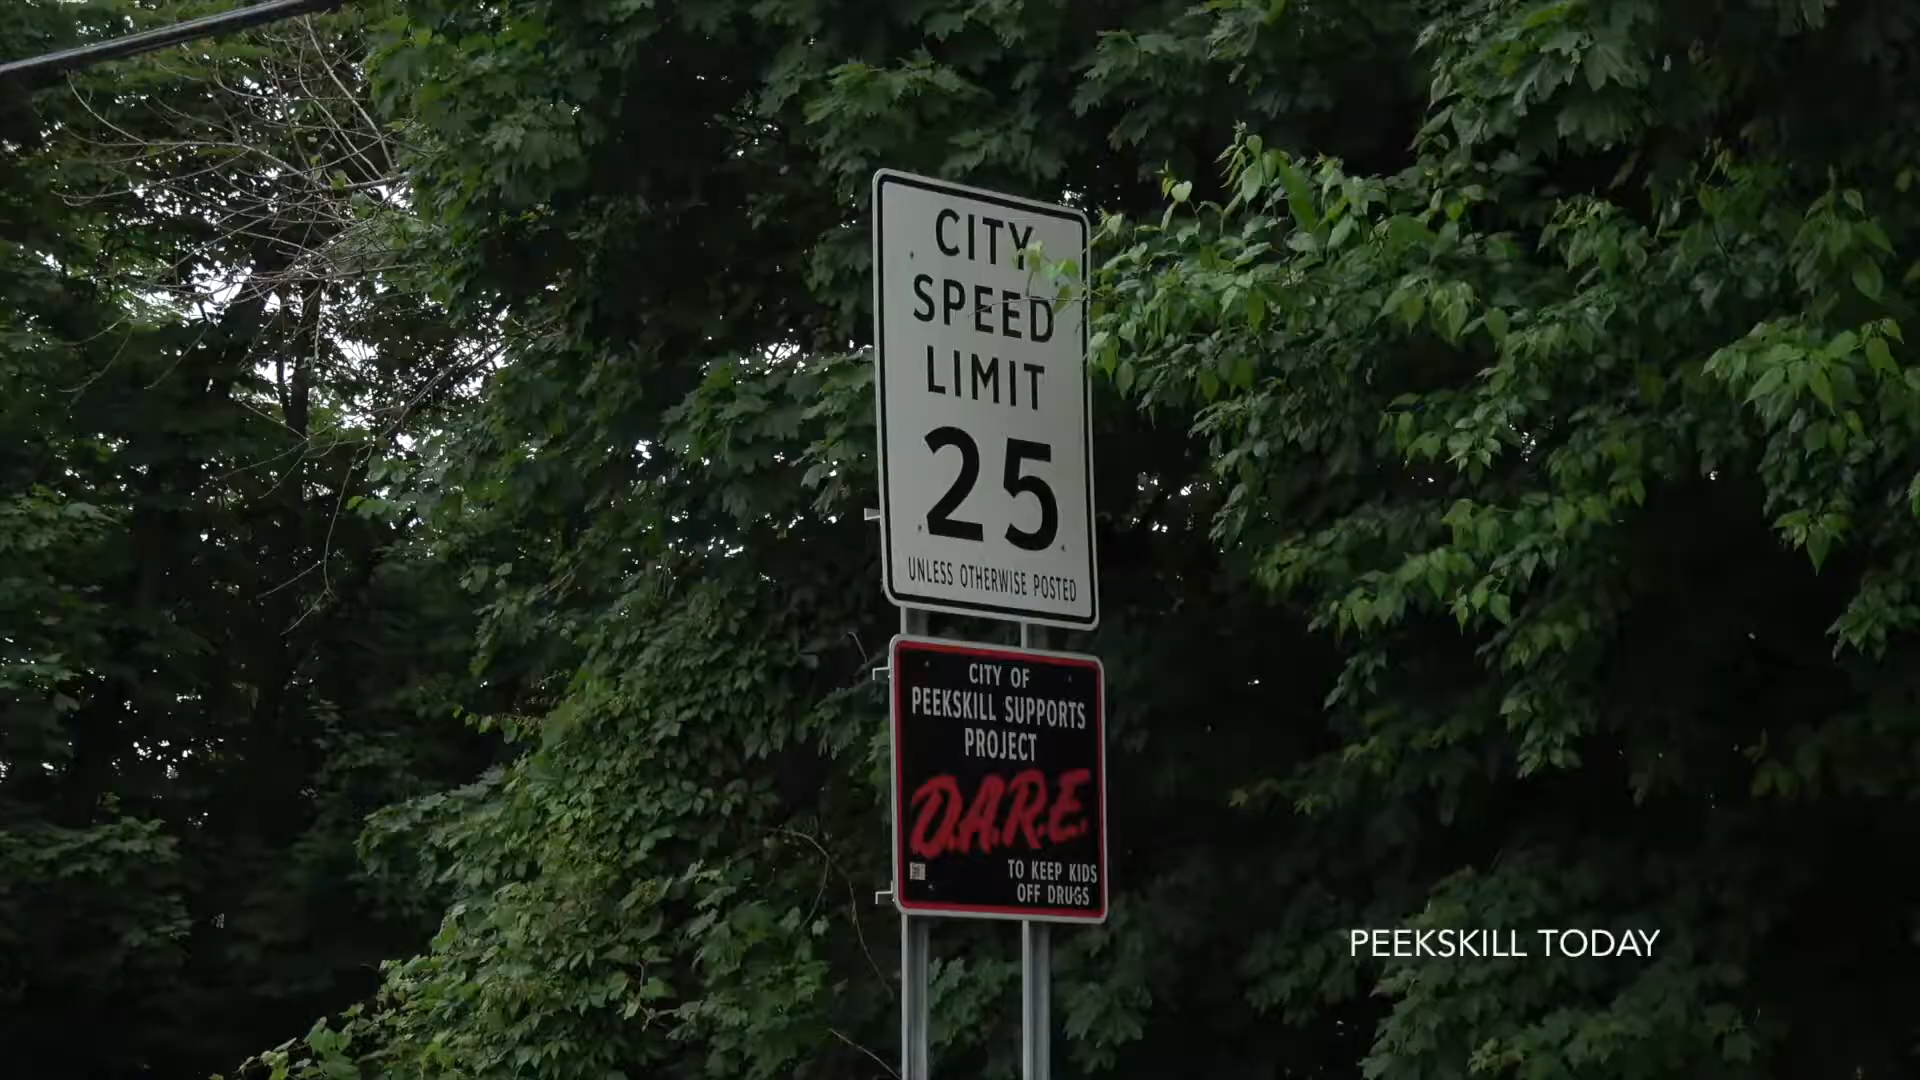 CITY
SPEED
LIMIT
25
UNLESS OTHERWISE POSTED
CITY OF
PEEKSKILL SUPPORTS
PROJECT
D.A.R.E.
TO KEEP KIDS
OFF DRUGS
PEEKSKILL TODAY